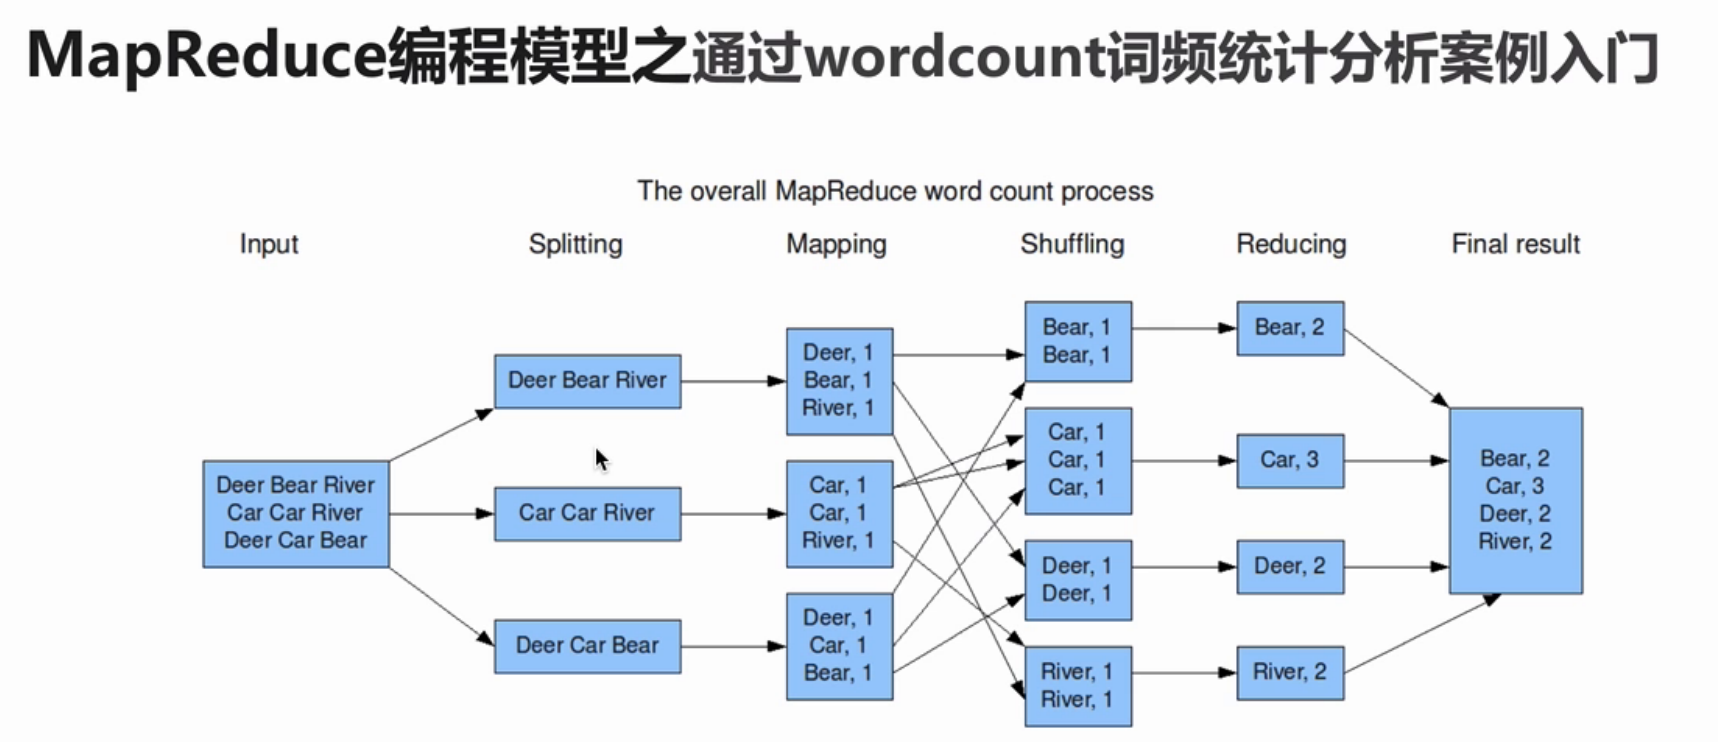 MapReduce编程模型之通过wordcount词频统计分析案例入门
The overall MapReduce word count process
Input
Splitting
Mapping
Shuffling
Reducing
Final result
Deer Bear River
Car Car River
Deer Car Bear
Deer Bear River
Car Car River
Deer Car Bear
Deer, 1
Bear, 1
River, 1
Car, 1
Car, 1
River, 1
Deer, 1
Car, 1
Bear, 1
Bear, 1
Bear, 1
Car, 1
Car, 1
Car, 1
Deer, 1
Deer, 1
River, 1
River, 1
Bear, 2
Car, 3
Deer, 2
River, 2
Bear, 2
Car, 3
Deer, 2
River, 2